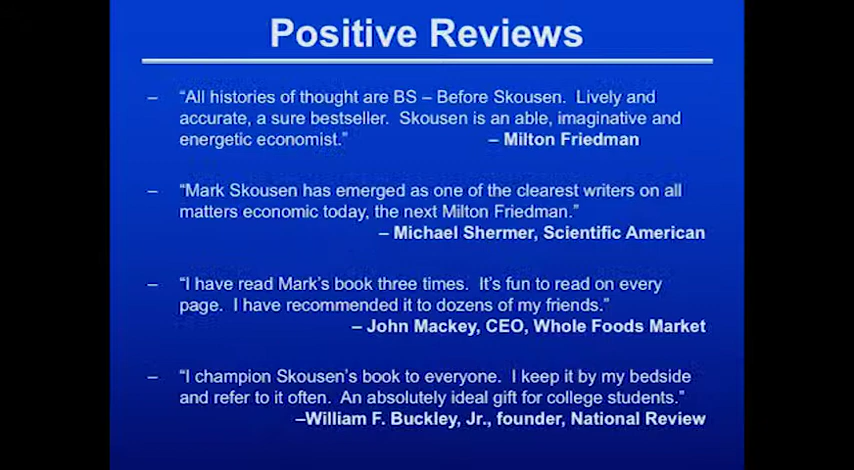 Positive Reviews
– “All histories of thought are BS – Before Skousen. Lively and
accurate, a sure bestseller. Skousen is an able, imaginative and
energetic economist.” – Milton Friedman
– “Mark Skousen has emerged as one of the clearest writers on all
matters economic today, the next Milton Friedman.”
– Michael Shermer, Scientific American
– “I have read Mark’s book three times. It’s fun to read on every
page. I have recommended it to dozens of my friends.”
– John Mackey, CEO, Whole Foods Market
– “I champion Skousen’s book to everyone. I keep it by my bedside
and refer to it often. An absolutely ideal gift for college students.”
–William F. Buckley, Jr., founder, National Review